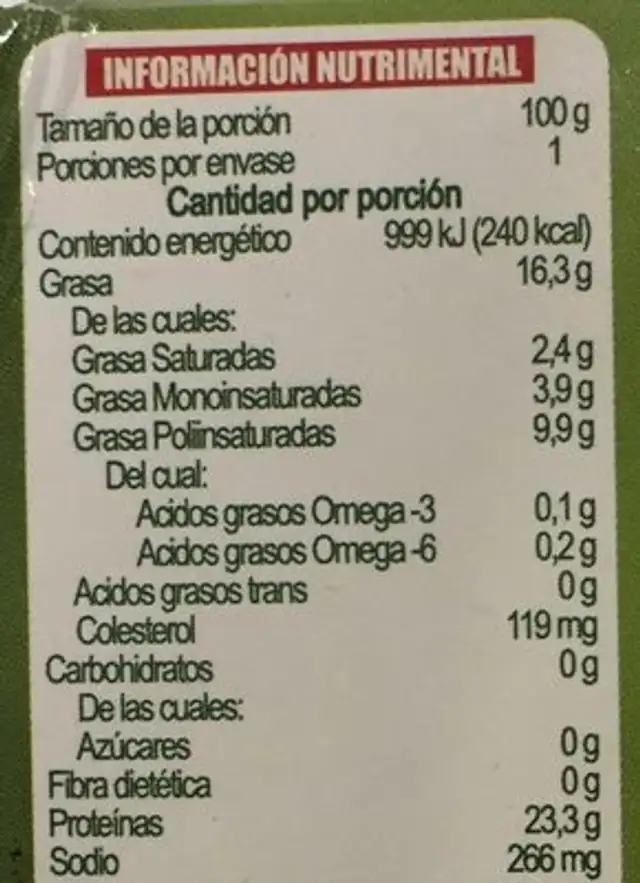 INFORMACIÓN NUTRIMENTAL
Tamaño de la porción 100 g
Porciones por envase 1
Cantidad por porción
Contenido energético 999 kJ (240 kcal)
Grasa 16,3 g
De las cuales:
Grasa Saturadas 2,4 g
Grasa Monoinsaturadas 3,9 g
Grasa Poliinsaturadas 9,9 g
Del cual:
Acidos grasos Omega -3 0,1 g
Acidos grasos Omega -6 0,2 g
Acidos grasos trans 0 g
Colesterol 119 mg
Carbohidratos 0 g
De las cuales:
Azúcares 0 g
Fibra dietética 0 g
Proteínas 23,3 g
Sodio 266 mg